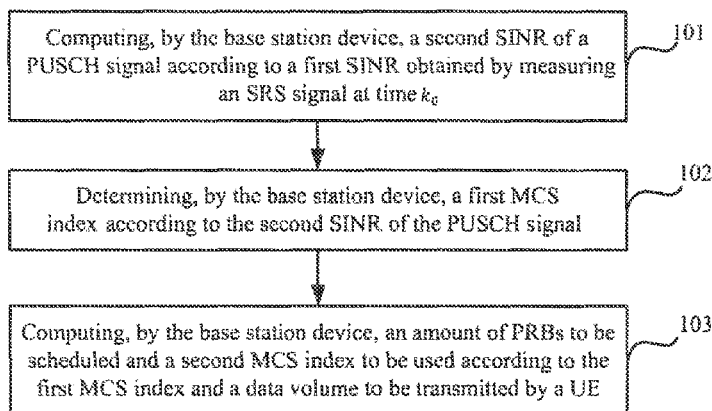 Computing, by the base station device, a second SINR of a
PUSCH signal according to a first SINR obtained by measuring
an SRS signal at time k₀
101
Determining, by the base station device, a first MCS
index according to the second SINR of the PUSCH signal
102
Computing, by the base station device, an amount of PRBs to be
scheduled and a second MCS index to be used according to the
first MCS index and a data volume to be transmitted by a UE
103